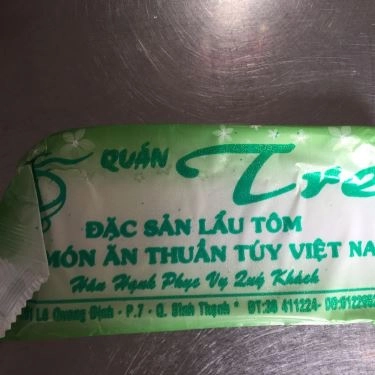 QUÁN Tre
ĐẶC SẢN LẨU TÔM
MÓN ĂN THUẦN TÚY VIỆT NA
Hân Hạnh Phục Vụ Quý Khách
Lê Quang Định - P.7 - Q. Bình Thạnh * ĐT:38 411224-